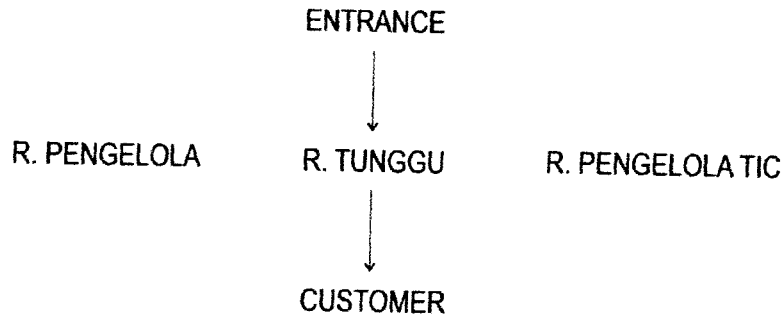 ENTRANCE
R. PENGELOLA R. TUNGGU R. PENGELOLA TIC
CUSTOMER